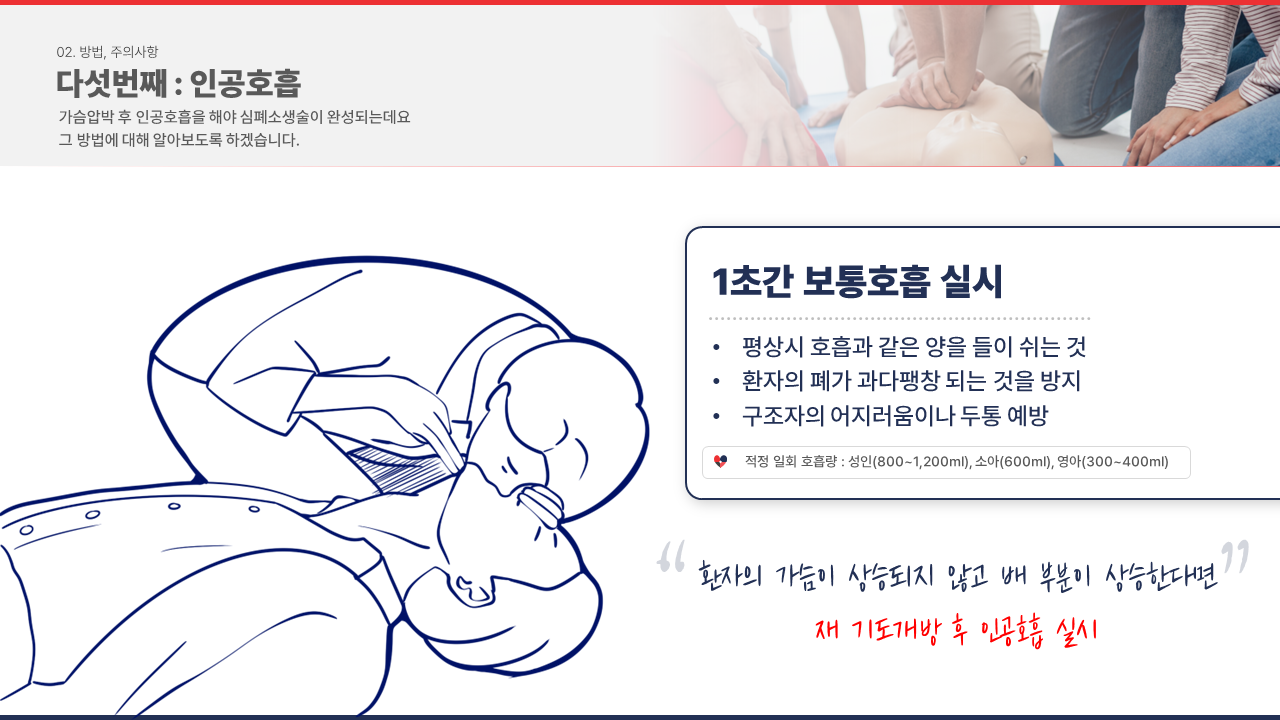 02. 방법, 주의사항
다섯번째 : 인공호흡
가슴압박 후 인공호흡을 해야 심폐소생술이 완성되는데요
그 방법에 대해 알아보도록 하겠습니다.
1초간 보통호흡 실시
• 평상시 호흡과 같은 양을 들이 쉬는 것
• 환자의 폐가 과다팽창 되는 것을 방지
• 구조자의 어지러움이나 두통 예방
적정 일회 호흡량 : 성인(800~1,200ml), 소아(600ml), 영아(300~400ml)
“ 환자의 가슴이 상승되지 않고 배 부분이 상승한다면 ”
재 기도개방 후 인공호흡 실시